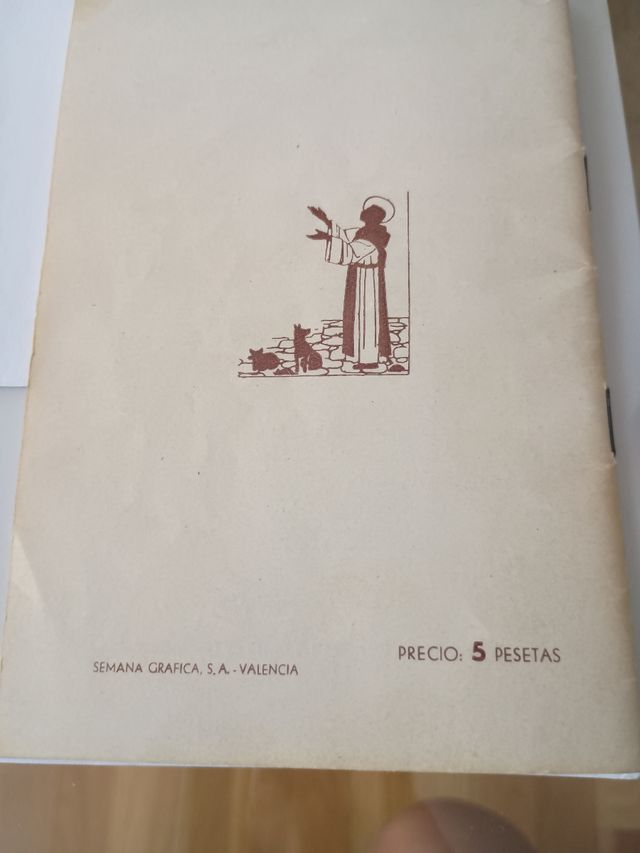 SEMANA GRAFICA, S. A. - VALENCIA
PRECIO: 5 PESETAS